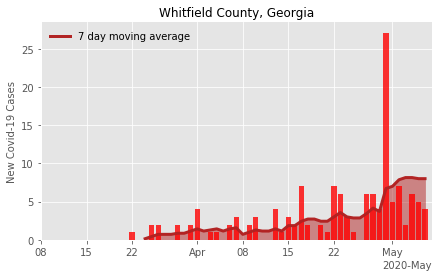 Whitfield County, Georgia
7 day moving average
New Covid-19 Cases
25
20
15
10
5
0
08 15 22 Apr 08 15 22 May
2020-May